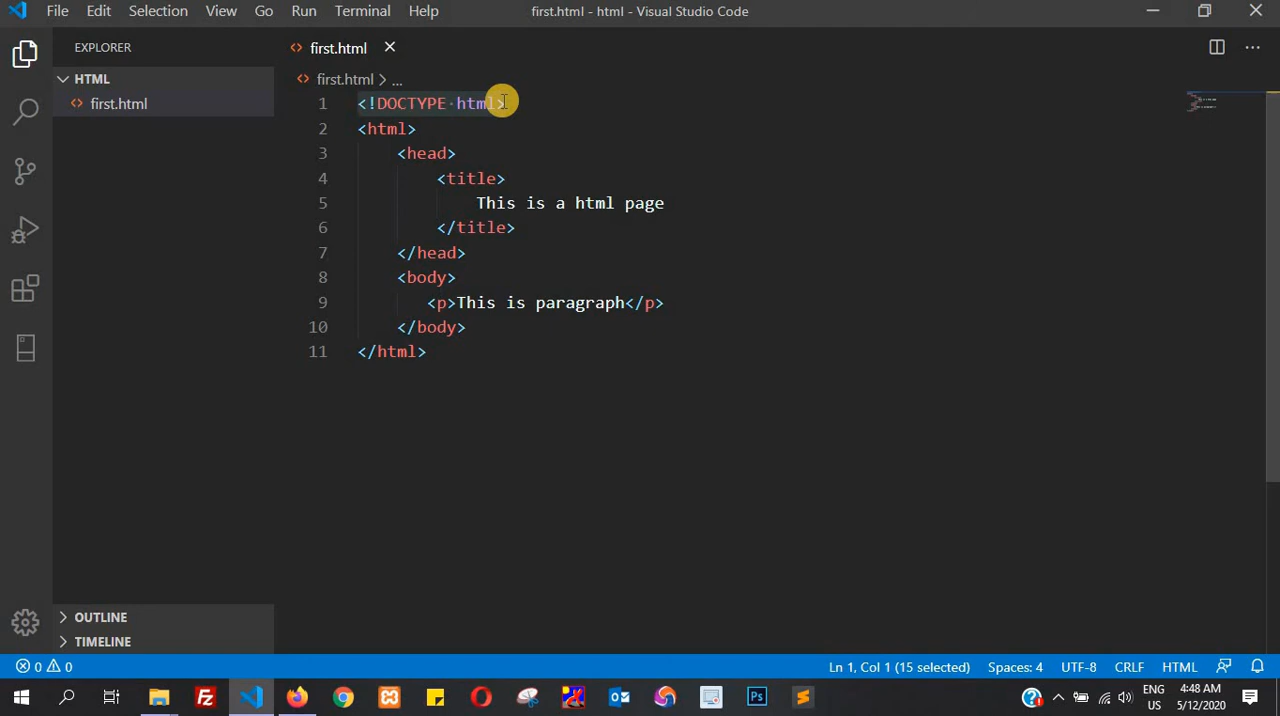 File Edit Selection View Go Run Terminal Help first.html - html - Visual Studio Code
EXPLORER
HTML
first.html
first.html
first.html > ...
1 <!DOCTYPE html>
2 <html>
3 <head>
4 <title>
5 This is a html page
6 </title>
7 </head>
8 <body>
9 <p>This is paragraph</p>
10 </body>
11 </html>
OUTLINE
TIMELINE
0 0 Ln 1, Col 1 (15 selected) Spaces: 4 UTF-8 CRLF HTML
Fz Ps ENG US 4:48 AM 5/12/2020